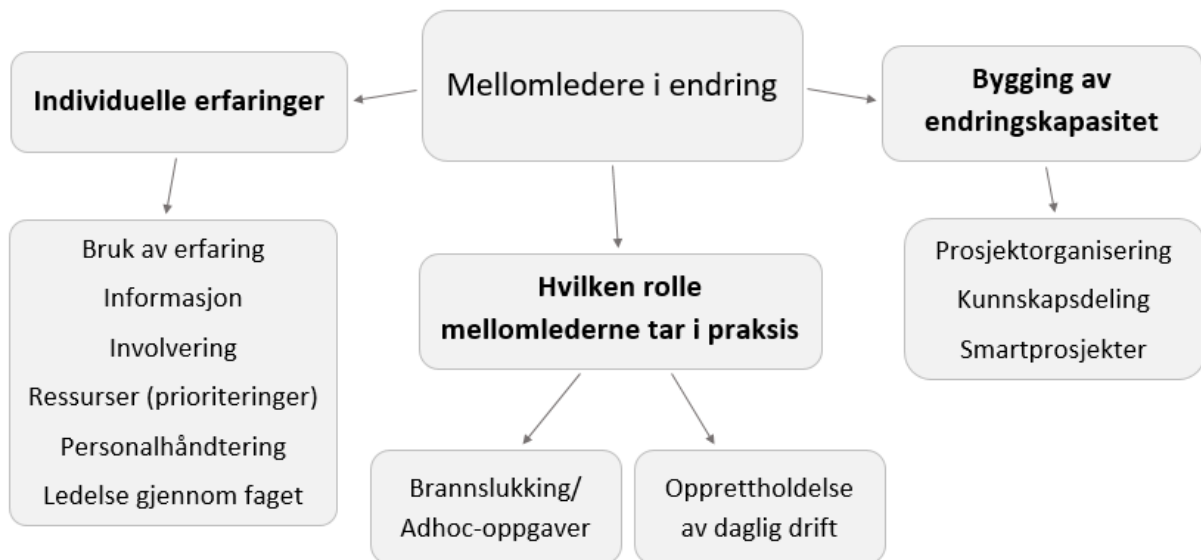 Mellomledere i endring
Individuelle erfaringer
Bruk av erfaring
Informasjon
Involvering
Ressurser (prioriteringer)
Personalhåndtering
Ledelse gjennom faget
Hvilken rolle
mellomlederne tar i praksis
Brannslukking/
Adhoc-oppgaver
Opprettholdelse
av daglig drift
Bygging av
endringskapasitet
Prosjektorganisering
Kunnskapsdeling
Smartprosjekter